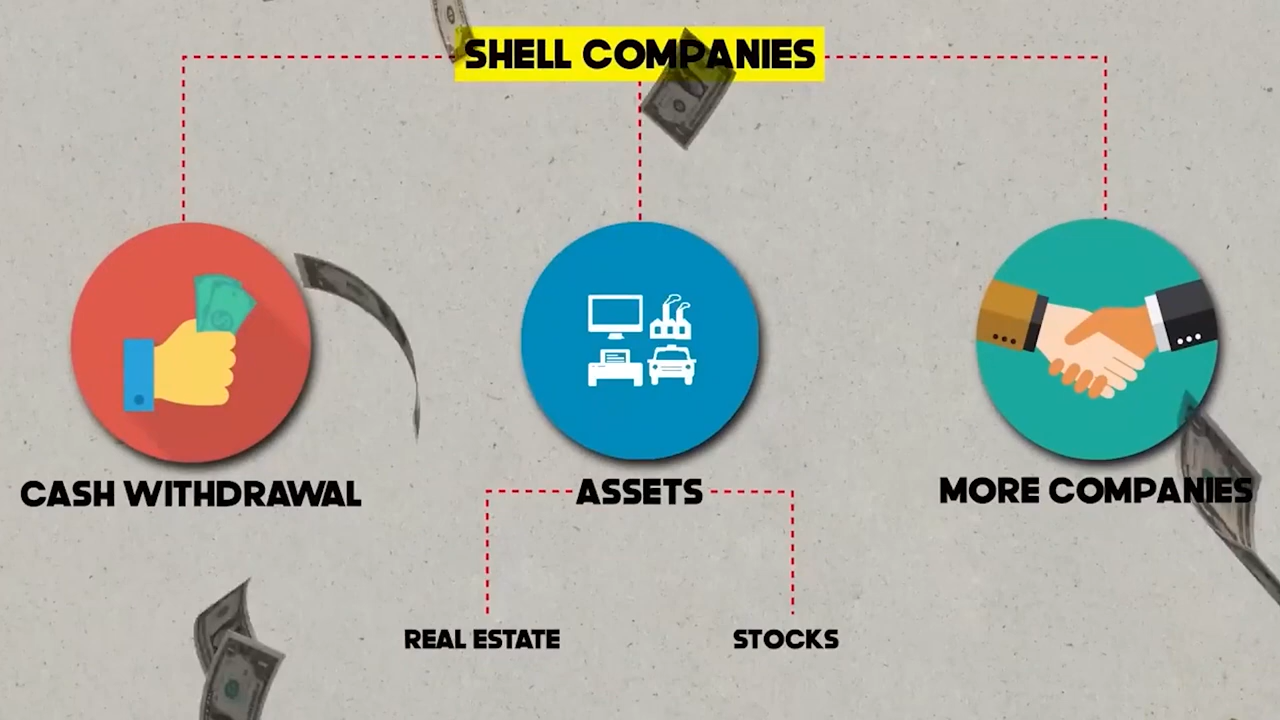 SHELL COMPANIES
CASH WITHDRAWAL
ASSETS
MORE COMPANIES
REAL ESTATE
STOCKS